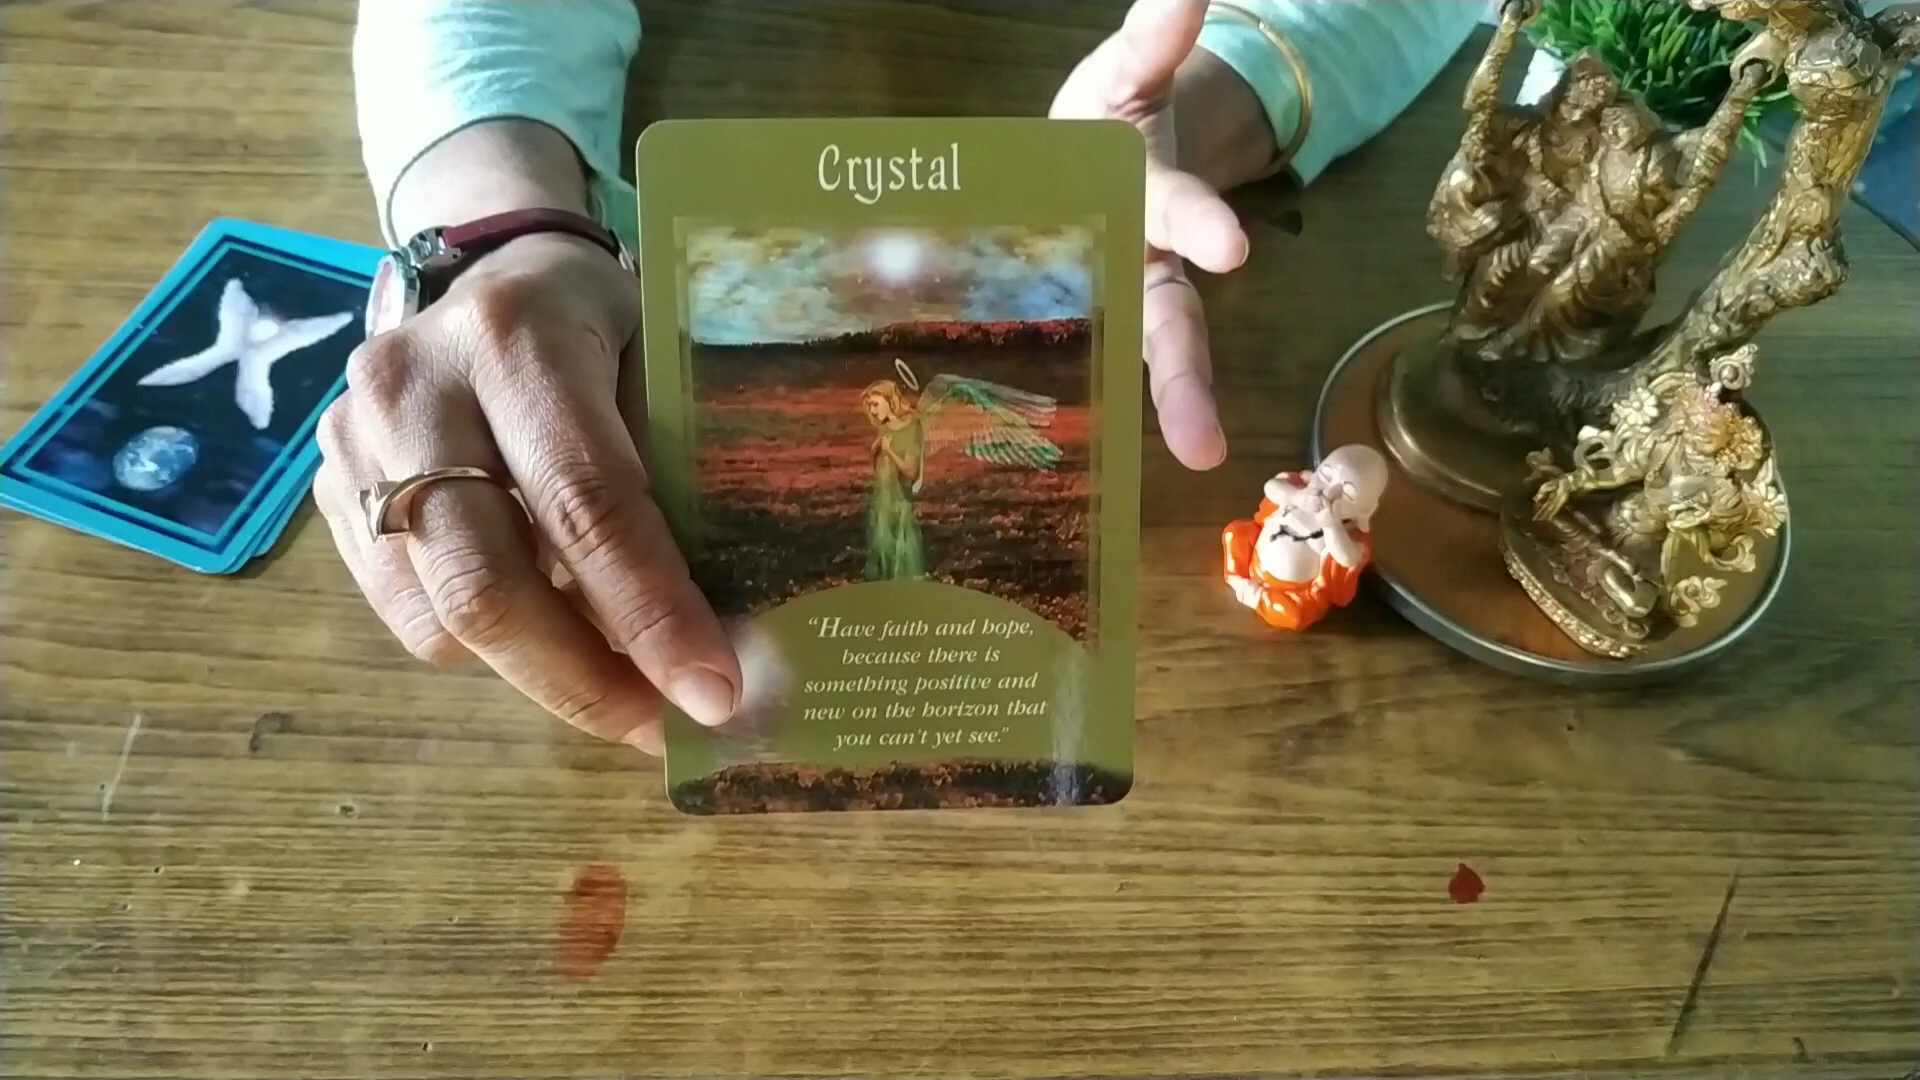 Crystal
“Have faith and hope,
because there is
something positive and
new on the horizon that
you can't yet see.”